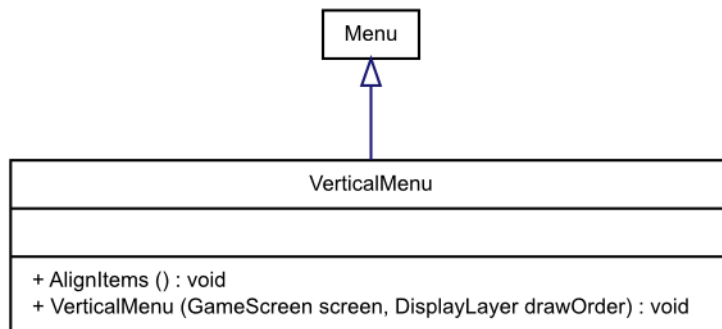 Menu
VerticalMenu
+ AlignItems () : void
+ VerticalMenu (GameScreen screen, DisplayLayer drawOrder) : void